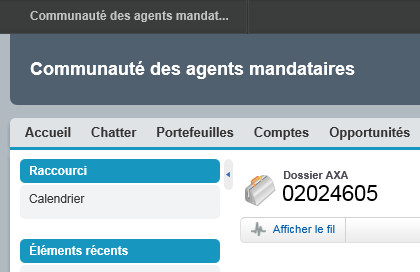 Communauté des agents mandat...
Communauté des agents mandataires
Accueil Chatter Portefeuilles Comptes Opportunités
Raccourci
Calendrier
Éléments récents
Dossier AXA
02024605
Afficher le fil